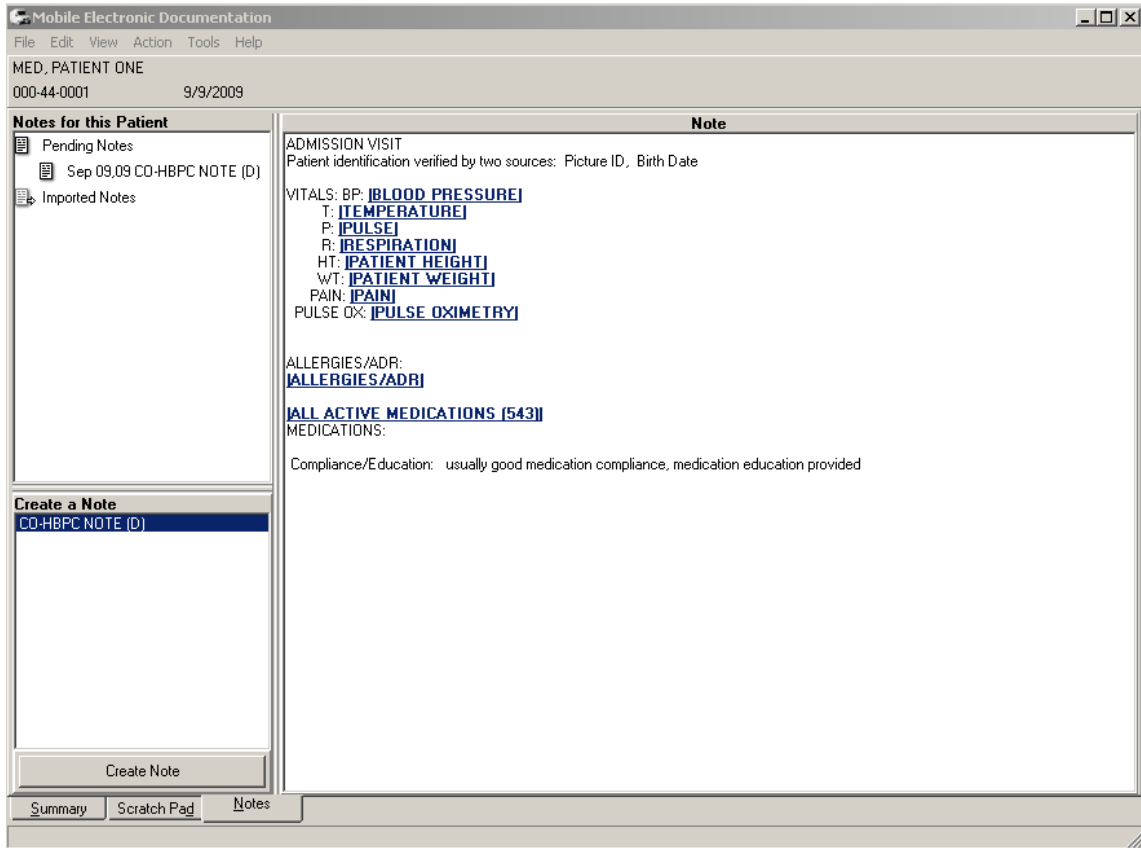 Mobile Electronic Documentation
File Edit View Action Tools Help
MED, PATIENT ONE
000-44-0001 9/9/2009
Notes for this Patient
Pending Notes
Sep 09,09 CO-HBPC NOTE (D)
Imported Notes
Create a Note
CO-HBPC NOTE (D)
Create Note
Note
ADMISSION VISIT
Patient identification verified by two sources: Picture ID, Birth Date
VITALS: BP: |BLOOD PRESSURE|
T: |TEMPERATURE|
P: |PULSE|
R: |RESPIRATION|
HT: |PATIENT HEIGHT|
WT: |PATIENT WEIGHT|
PAIN: |PAIN|
PULSE OX: |PULSE OXIMETRY|
ALLERGIES/ADR:
|ALLERGIES/ADR|
|ALL ACTIVE MEDICATIONS (543)|
MEDICATIONS:
Compliance/Education: usually good medication compliance, medication education provided
Summary Scratch Pad Notes